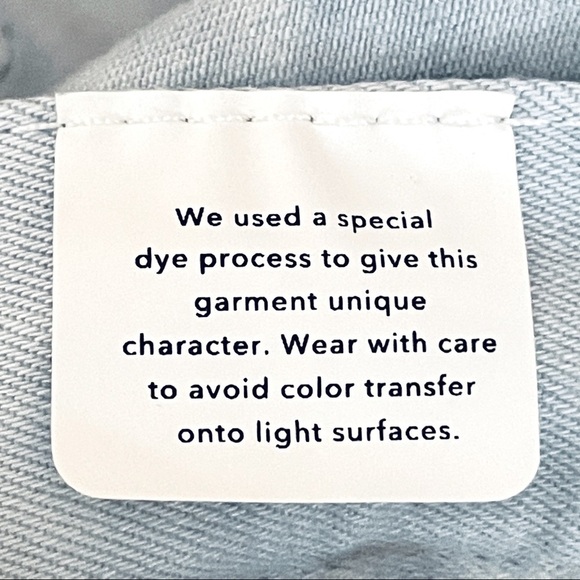 We used a special
dye process to give this
garment unique
character. Wear with care
to avoid color transfer
onto light surfaces.